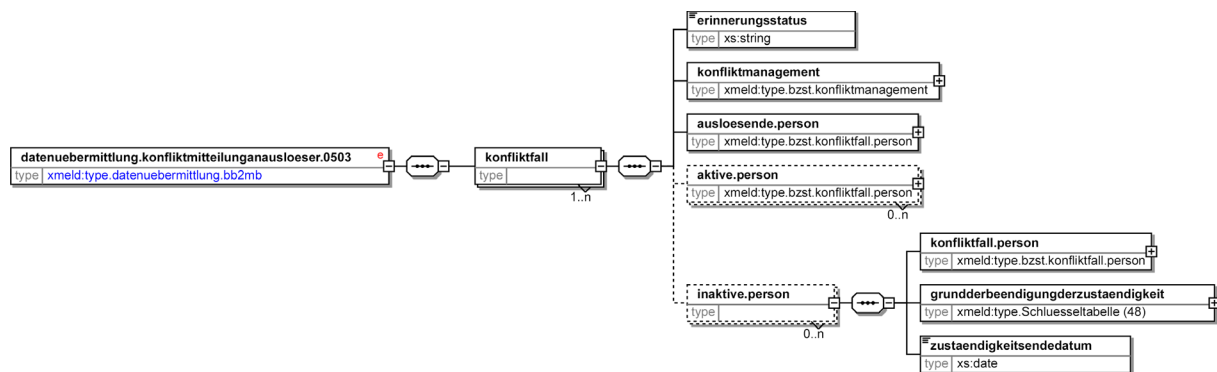 erinnerungsstatus
type xs:string
konfliktmanagement
type xmeld:type.bzst.konfliktmanagement
ausloesende.person
type xmeld:type.bzst.konfliktfall.person
datenuebermittlung.konfliktmitteilunganausloeser.0503 e
type xmeld:type.datenuebermittlung.bb2mb
konfliktfall
type
1..n
aktive.person
type xmeld:type.bzst.konfliktfall.person
0..n
konfliktfall.person
type xmeld:type.bzst.konfliktfall.person
inaktive.person
type
0..n
grundderbeendigungderzustaendigkeit
type xmeld:type.Schluesseltabelle (48)
zustaendigkeitsendedatum
type xs:date